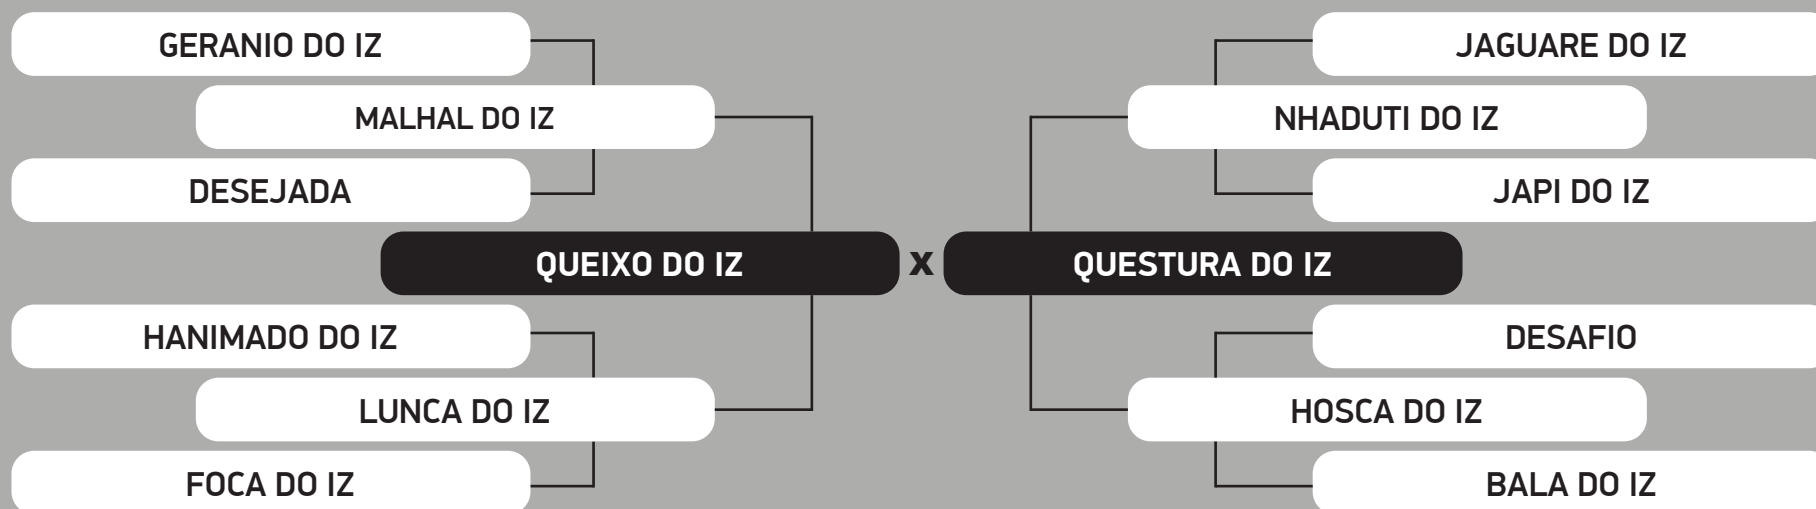 GERANIO DO IZ
JAGUARE DO IZ
MALHAL DO IZ
NHADUTI DO IZ
DESEJADA
JAPI DO IZ
QUEIXO DO IZ X QUESTURA DO IZ
HANIMADO DO IZ
DESAFIO
LUNCA DO IZ
HOSCA DO IZ
FOCA DO IZ
BALA DO IZ